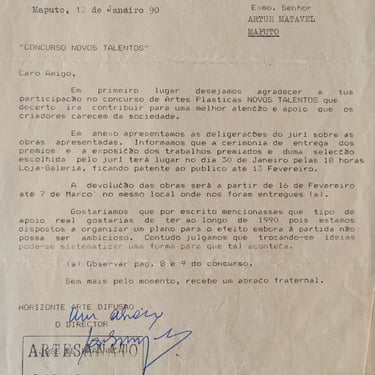 Maputo, 12 de Janeiro 90
Exmo. Senhor
ARTUR MATAVEL
MAPUTO
"CONCURSO NOVOS TALENTOS"
Caro Amigo,
Em primeiro lugar desejamos agradecer a tua
participação no concurso de Artes Plasticas NOVOS TALENTOS que
decerto ira contribuir para uma melhor atenção e apoio que os
criadores carecem da sociedade.
Em anexo apresentamos as deligerações do juri sobre as
obras apresentadas. Informamos que a cerimonia de entrega dos
premios e a exposição dos trabalhos premiados e duma selecção
escolhida pelo juri terá lugar no dia 30 de Janeiro pelas 18 horas
Loja-Galeria, ficando patente ao publico até 13 Fevereiro.
A devolução das obras será a partir de 16 de Fevereiro
até 7 de Março no mesmo local onde nos foram entregues (a).
Gostariamos que por escrito mencionasses que tipo de
apoio real gostarias de ter ao longo de 1990 pois estamos
dispostos a organizar um plano para o efeito embora à partida não
possa ser ambicioso. Contudo julgamos que trocando-se ideias
pode-se sistematizar uma forma para que tal aconteça.
(a) Observar pag. 8 e 9 do concurso.
Sem mais pelo momento, recebe um abraço fraternal.
HORIZONTE ARTE DIFUSÃO
Um abraço
O DIRECTOR
ARTESANATO